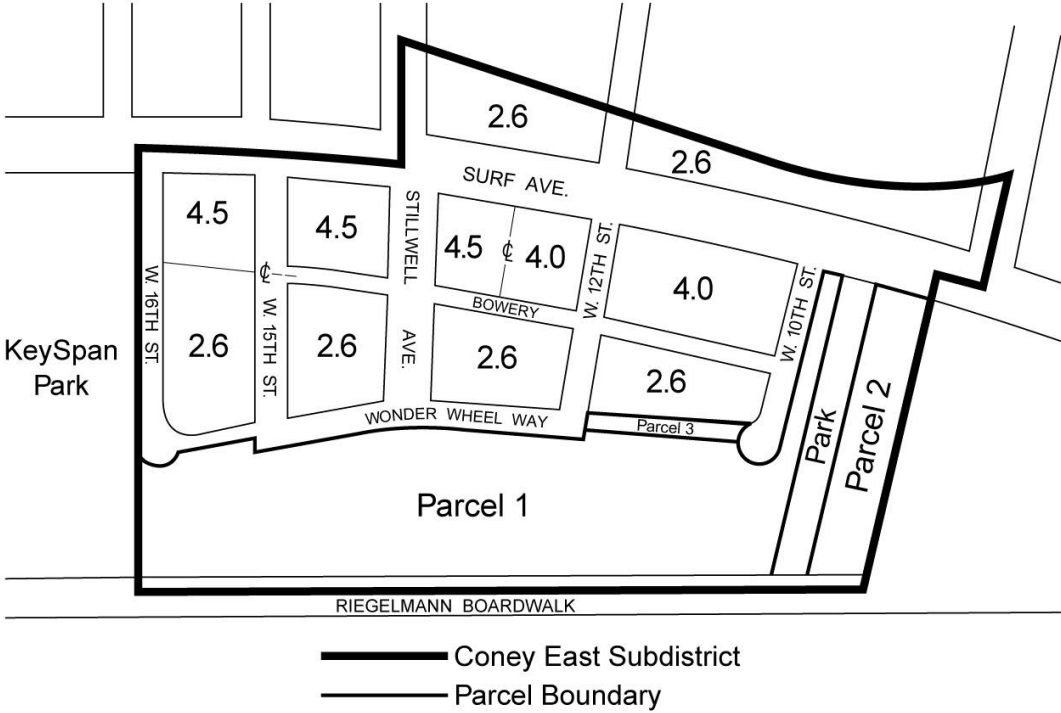 2.6
2.6
SURF AVE.
4.5
4.5
STILLWELL
AVE.
4.5
℄
4.0
W. 12TH ST.
4.0
W. 10TH ST.
W. 16TH ST.
℄
W. 15TH ST.
BOWERY
KeySpan
Park
2.6
2.6
2.6
2.6
WONDER WHEEL WAY
Parcel 3
Park
Parcel 2
Parcel 1
RIEGELMANN BOARDWALK
Coney East Subdistrict
Parcel Boundary